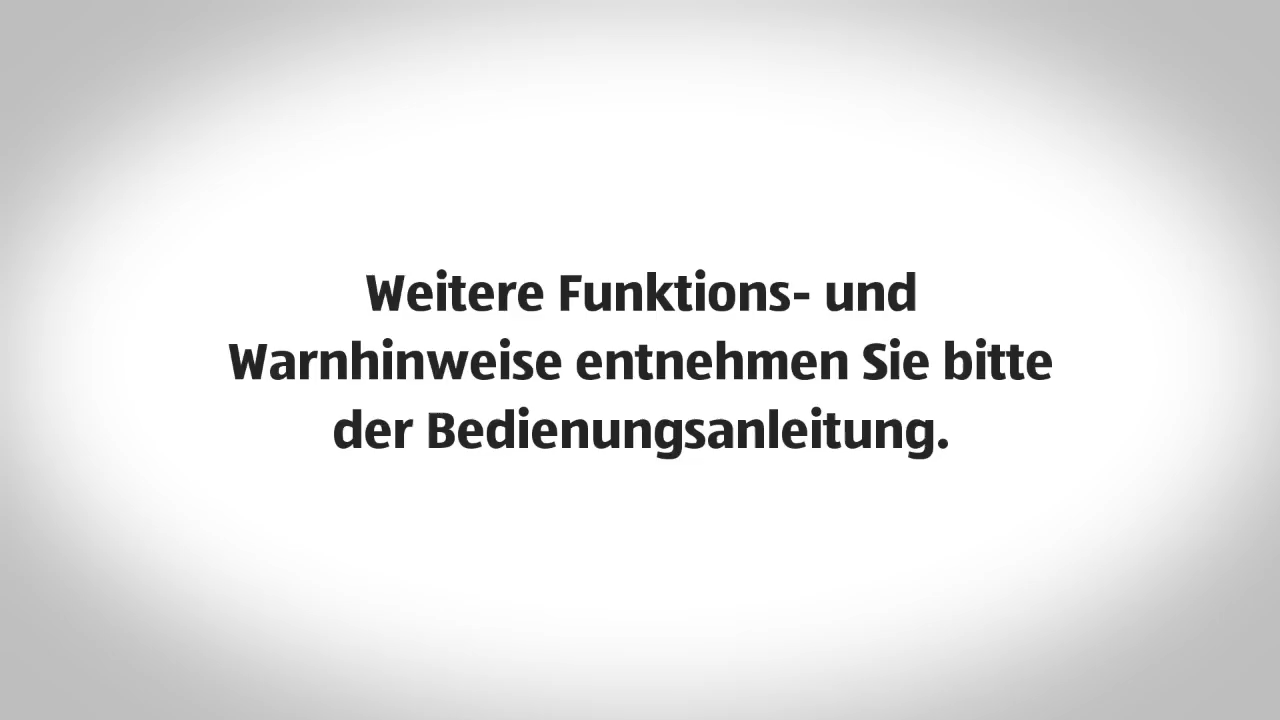 Weitere Funktions- und
Warnhinweise entnehmen Sie bitte
der Bedienungsanleitung.